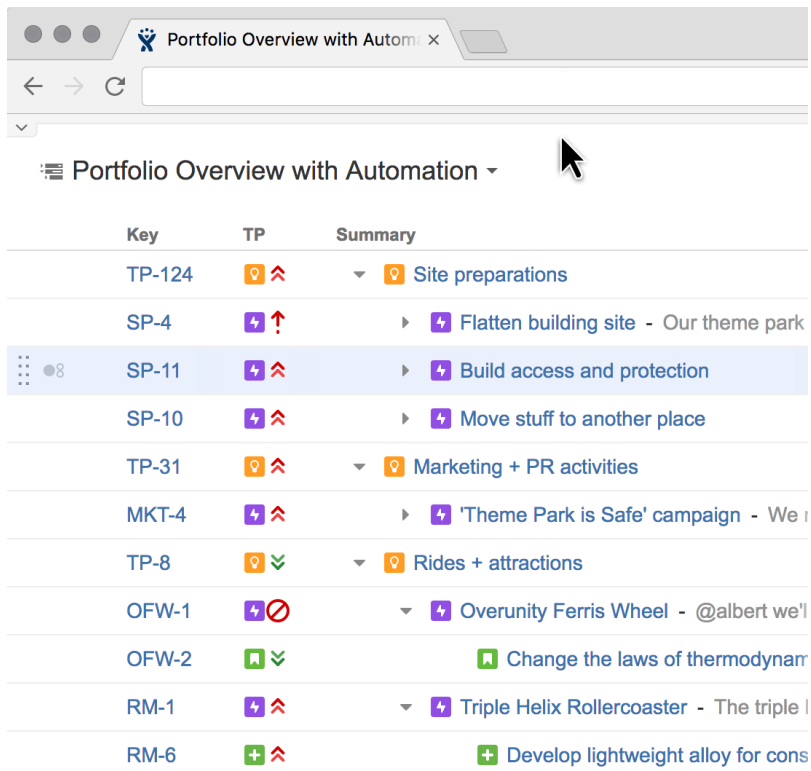 Portfolio Overview with Autom
Portfolio Overview with Automation
Key TP Summary
TP-124 Site preparations
SP-4 Flatten building site - Our theme park
SP-11 Build access and protection
SP-10 Move stuff to another place
TP-31 Marketing + PR activities
MKT-4 'Theme Park is Safe' campaign - We
TP-8 Rides + attractions
OFW-1 Overunity Ferris Wheel - @albert we'l
OFW-2 Change the laws of thermodynam
RM-1 Triple Helix Rollercoaster - The triple
RM-6 Develop lightweight alloy for cons